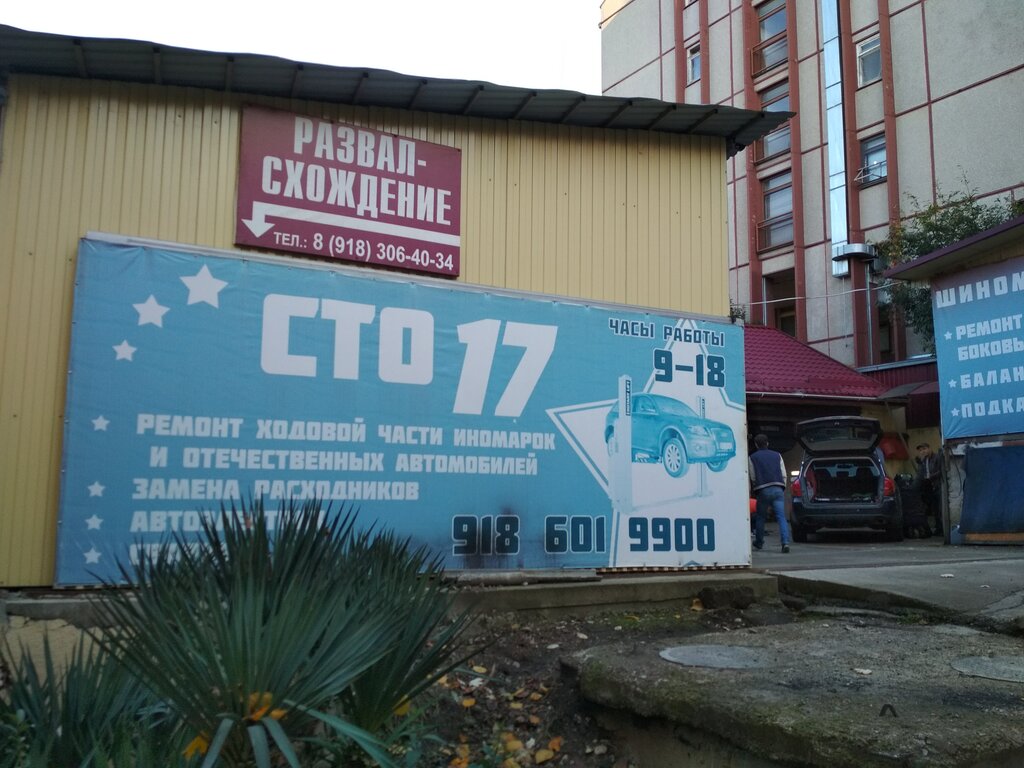 РАЗВАЛ-
СХОЖДЕНИЕ
ТЕЛ.: 8 (918) 306-40-34
СТО 17
ЧАСЫ РАБОТЫ
9-18
РЕМОНТ ХОДОВОЙ ЧАСТИ ИНОМАРОК
И ОТЕЧЕСТВЕННЫХ АВТОМОБИЛЕЙ
ЗАМЕНА РАСХОДНИКОВ
918 601 9900
ШИНОМ
РЕМОНТ
БОКОВЫ
БАЛАН
ПОДКА